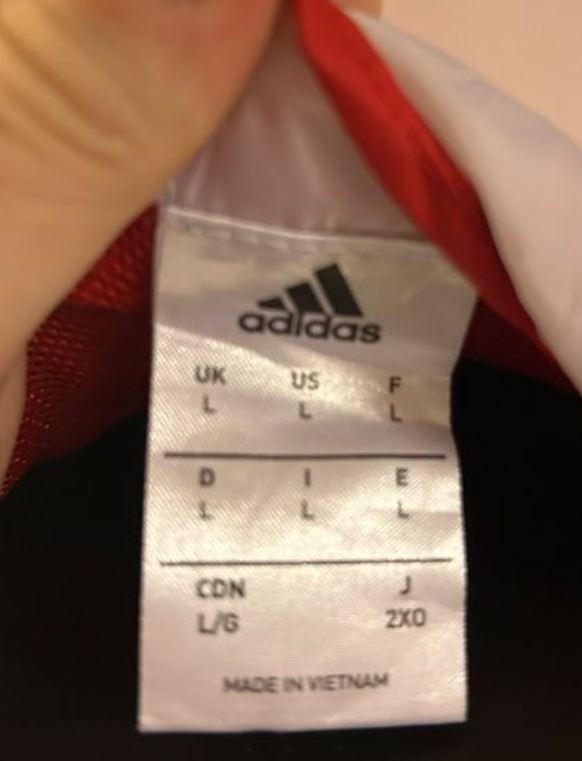 adidas
UK US F
L L L
D I E
L L L
CDN J
L/G 2XO
MADE IN VIETNAM